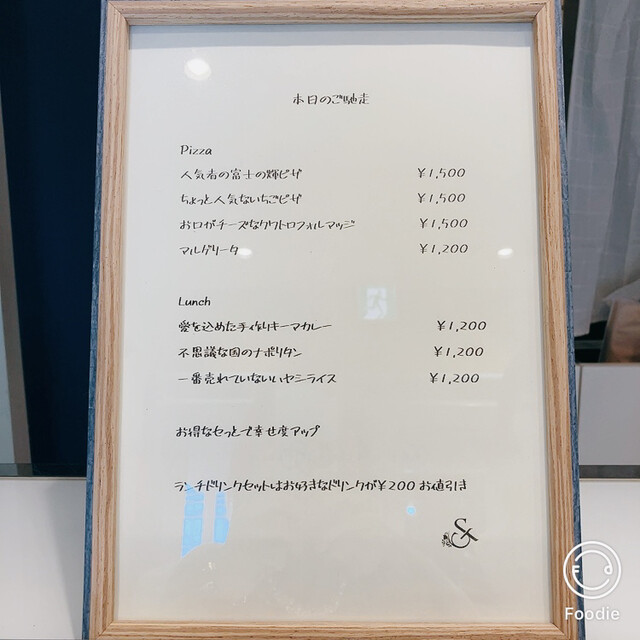 本日のご馳走
Pizza
人気者の富士の輝ピザ ¥1,500
ちょっと人気ないちごピザ ¥1,500
お口がチーズなクワトロフォルマッジ ¥1,500
マルゲリータ ¥1,200
Lunch
愛を込めた手作りキーマカレー ¥1,200
不思議な国のナポリタン ¥1,200
一番売れていないハヤシライス ¥1,200
お得なセっとで幸せ度アップ
ランチドリンクセットはお好きなドリンクが¥200 お値引き
&
Foodie